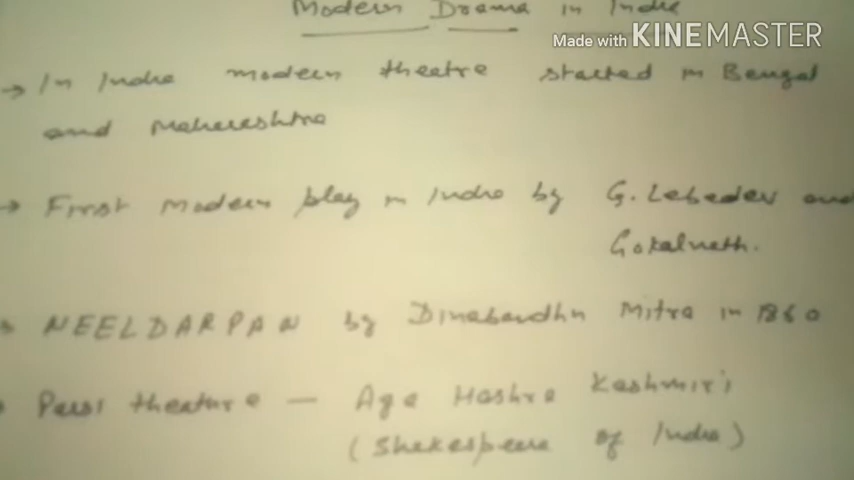 Modern Drama in India
Made with KINEMASTER
→ In India modern theatre started in Bengal
and Maharashtra
→ First modern play in India by G. Lebedev and
Gokalnath.
→ NEELDARPAN by Dinabandhu Mitra in 1860
→ Parsi theature — Aga Hashra Kashmiri's
(Shakespeare of India)